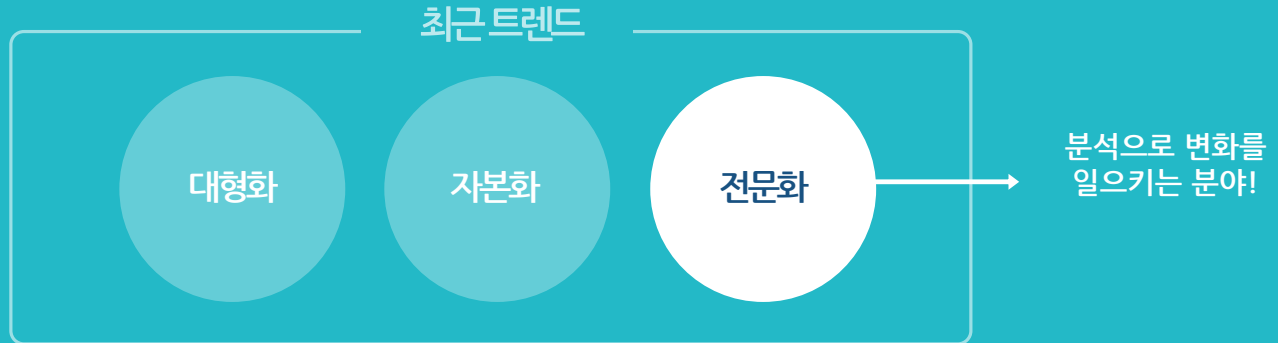 최근 트렌드
대형화
자본화
전문화
분석으로 변화를
일으키는 분야!